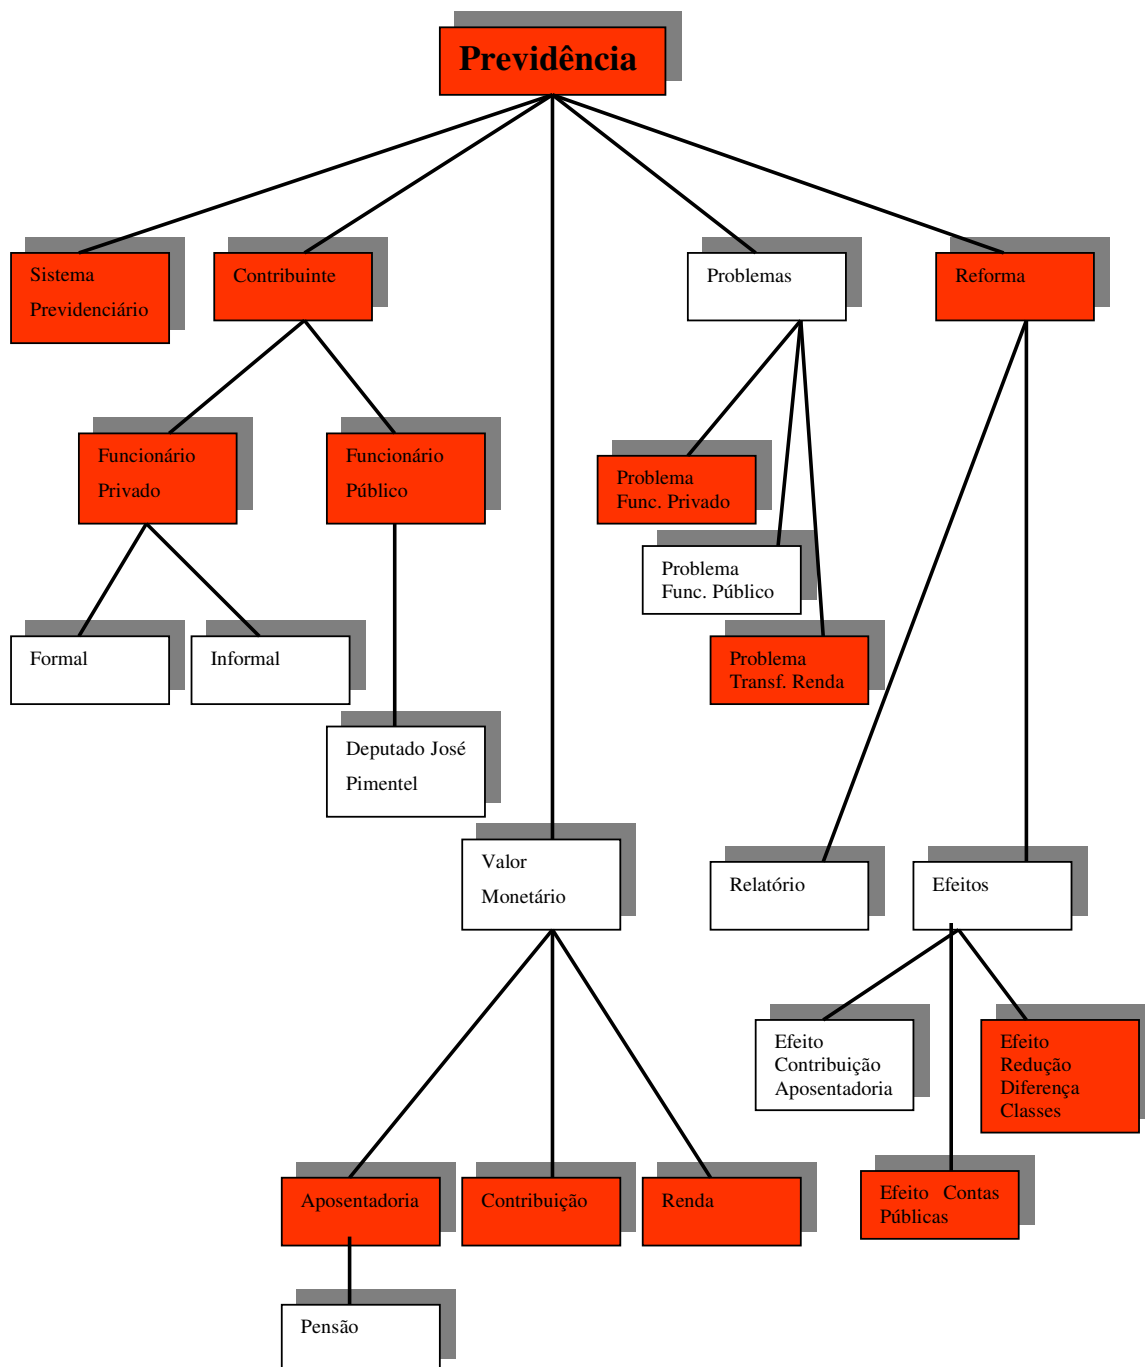 Previdência
Sistema
Previdenciário
Contribuinte
Problemas
Reforma
Funcionário
Privado
Funcionário
Público
Problema
Func. Privado
Problema
Func. Público
Problema
Transf. Renda
Formal
Informal
Deputado José
Pimentel
Valor
Monetário
Relatório
Efeitos
Efeito
Contribuição
Aposentadoria
Efeito
Redução
Diferença
Classes
Aposentadoria
Contribuição
Renda
Efeito Contas
Públicas
Pensão